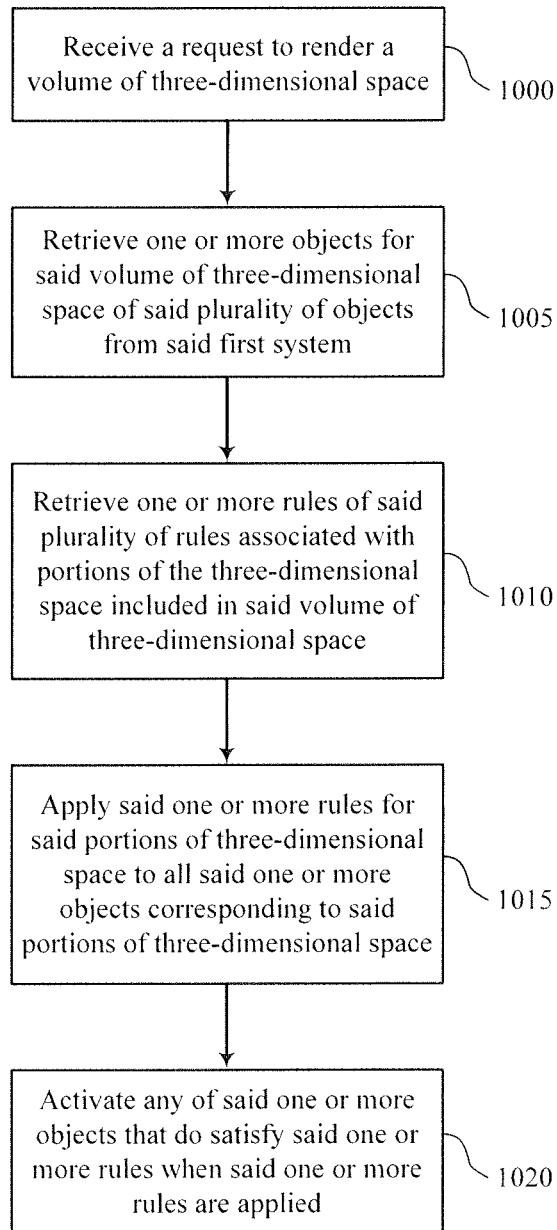 Receive a request to render a
volume of three-dimensional space
1000
Retrieve one or more objects for
said volume of three-dimensional
space of said plurality of objects
from said first system
1005
Retrieve one or more rules of said
plurality of rules associated with
portions of the three-dimensional
space included in said volume of
three-dimensional space
1010
Apply said one or more rules for
said portions of three-dimensional
space to all said one or more
objects corresponding to said
portions of three-dimensional space
1015
Activate any of said one or more
objects that do satisfy said one or
more rules when said one or more
rules are applied
1020